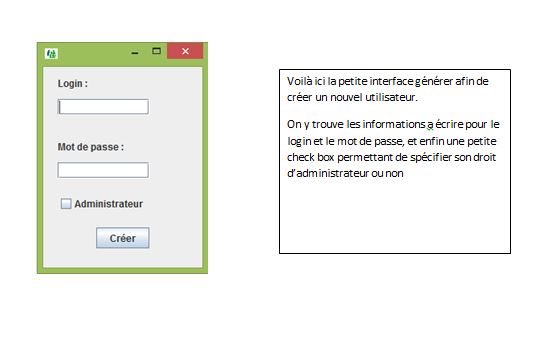 Login :
Mot de passe :
Administrateur
Créer
Voilà ici la petite interface générer afin de
créer un nouvel utilisateur.
On y trouve les informations a écrire pour le
login et le mot de passe, et enfin une petite
check box permettant de spécifier son droit
d'administrateur ou non